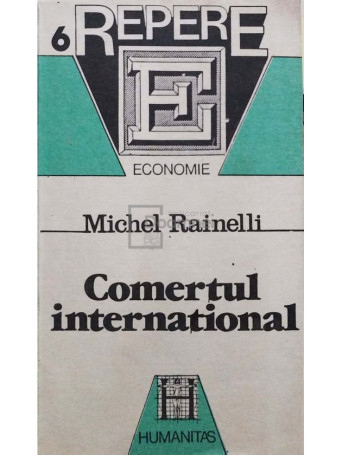 6 REPERE
E
ECONOMIE
Michel Rainelli
Comerțul
internațional
H
HUMANITAS